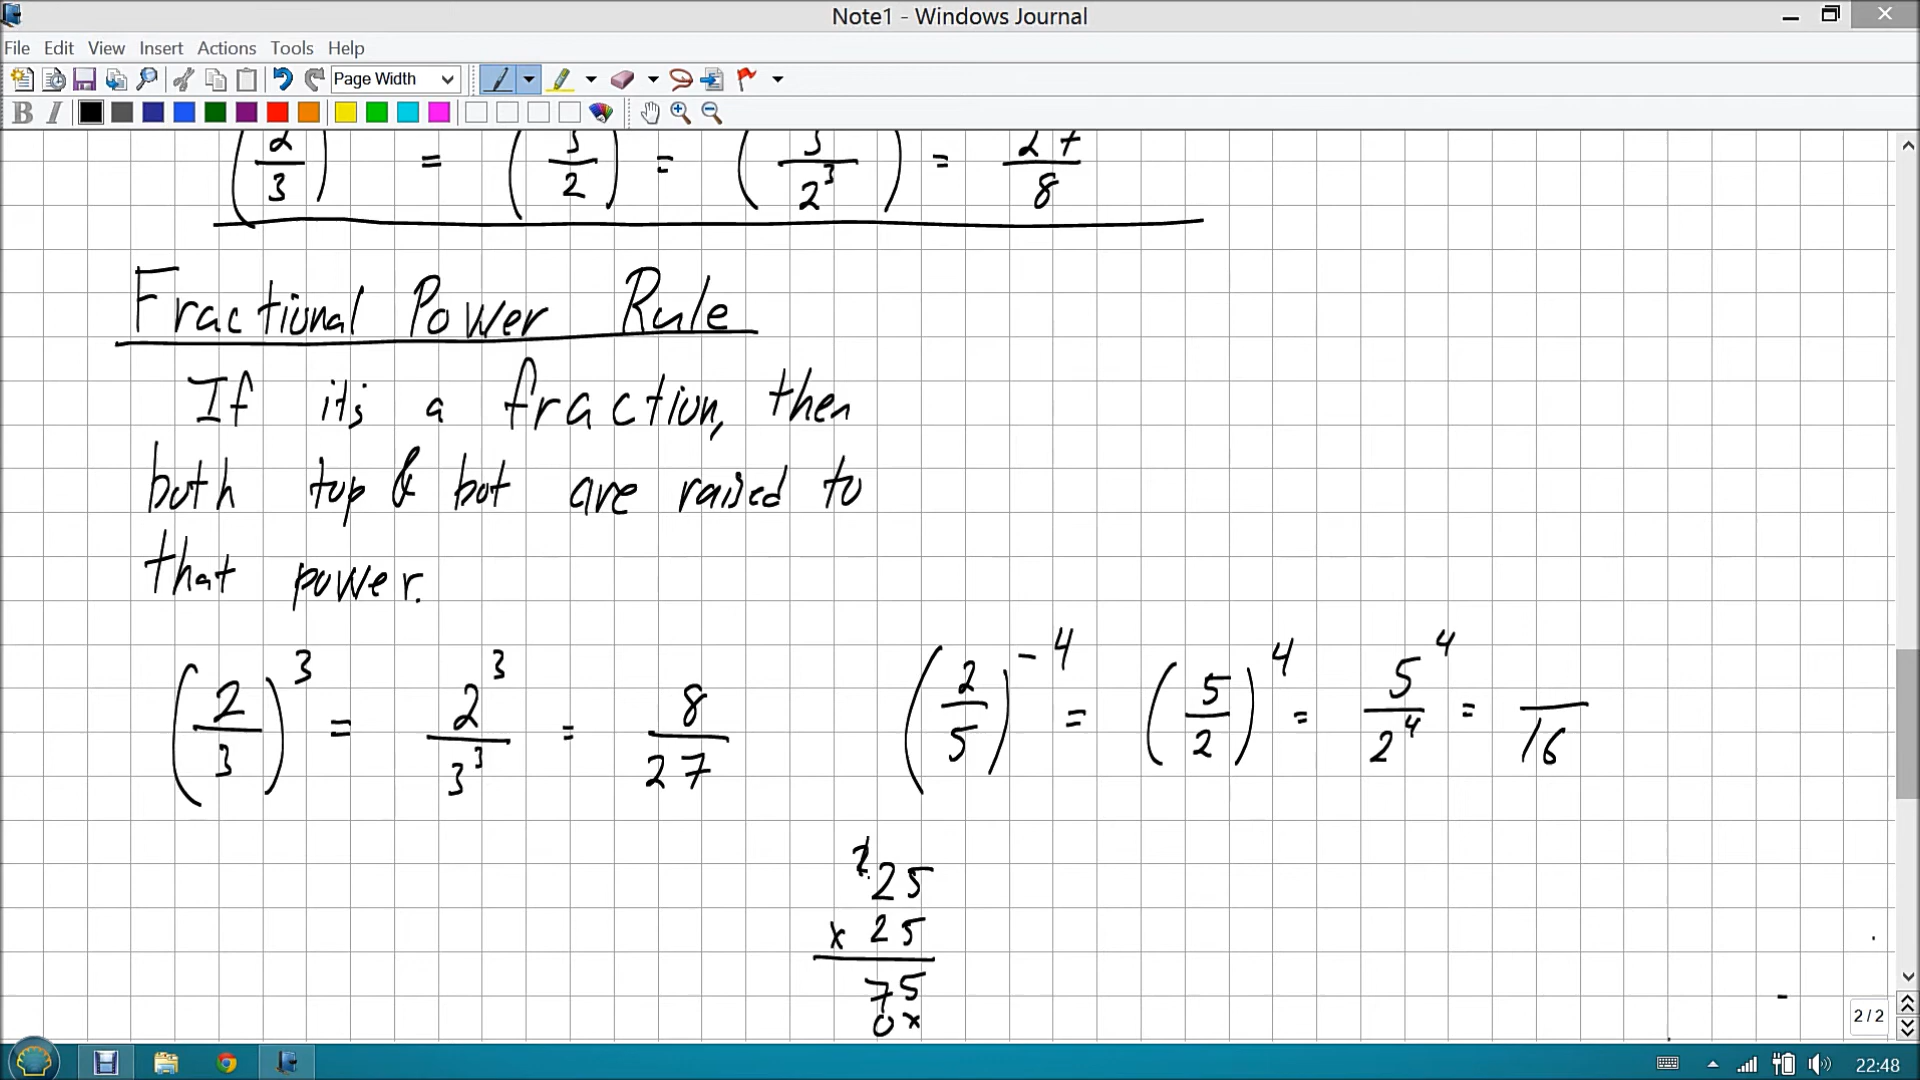 Note1 - Windows Journal
File Edit View Insert Actions Tools Help
Page Width
B I
(2/3) = (3/2) = (3/2³) = 27/8
Fractional Power Rule
If its a fraction, then
both top & bot are raised to
that power.
(2/3)³ = 2³/3³ = 8/27
(2/5)⁻⁴ = (5/2)⁴ = 5⁴/2⁴ = /16
25
x 25
75
0x
2/2
22:48